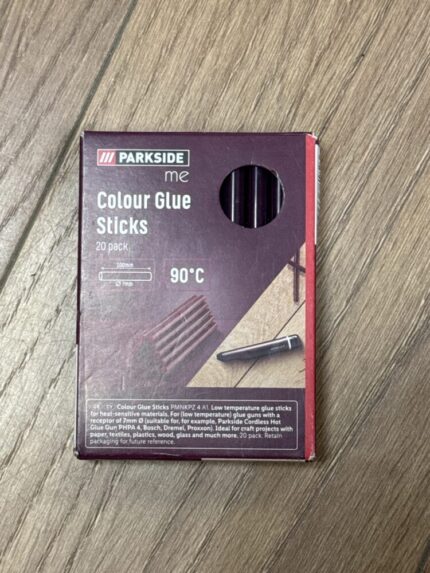 /// PARKSIDE
me
Colour Glue
Sticks
20 pack
100mm
Ø 7mm
90°C
Colour Glue Sticks PMNKPZ 4 A1. Low temperature glue sticks
for heat-sensitive materials. For (low temperature) glue guns with a
receptor of 7mm Ø (suitable for, for example, Parkside Cordless Hot
Glue Gun PHPA 4, Bosch, Dremel, Proxxon). Ideal for craft projects with
paper, textiles, plastics, wood, glass and much more. 20 pack. Retain
packaging for future reference.